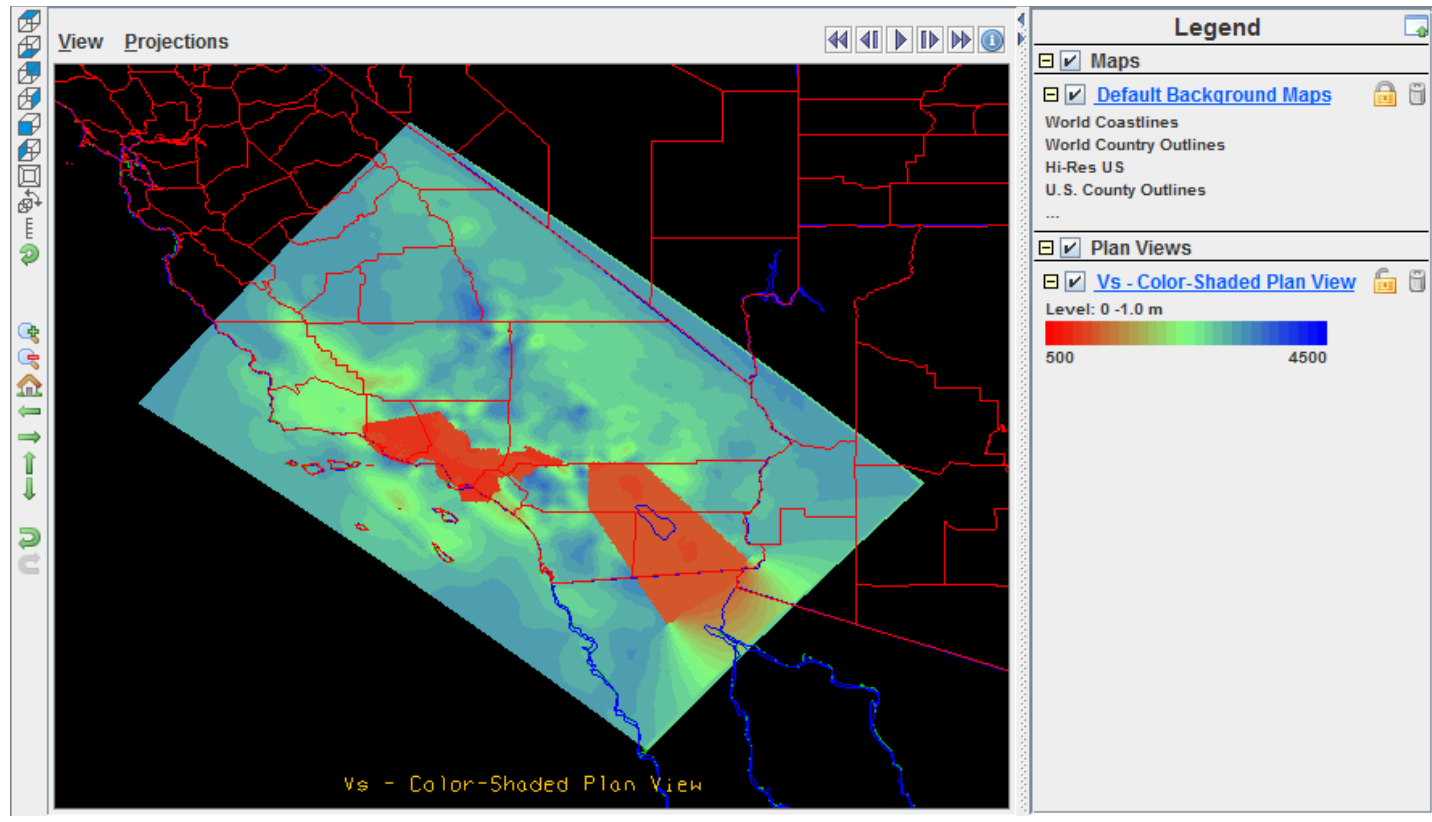 View Projections
Legend
Maps
Default Background Maps
World Coastlines
World Country Outlines
Hi-Res US
U.S. County Outlines
...
Plan Views
Vs - Color-Shaded Plan View
Level: 0 -1.0 m
500 4500
Vs - Color-Shaded Plan View